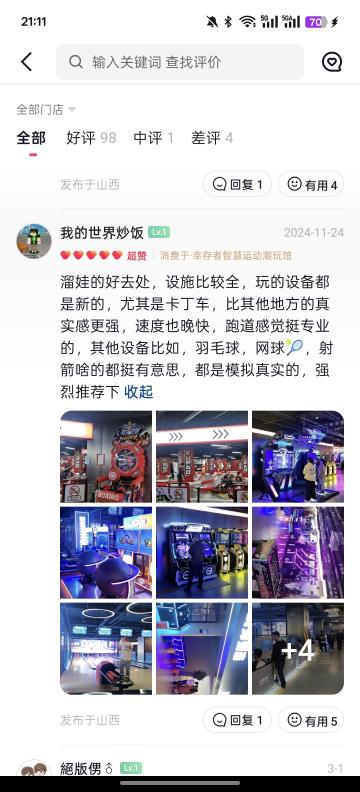 21:11
5G 5GA 70
输入关键词 查找评价
全部门店
全部 好评 98 中评 1 差评 4
发布于山西 回复 1 有用 4
我的世界炒饭 Lv.1 2024-11-24
超赞 消费于·幸存者智慧运动潮玩馆
溜娃的好去处，设施比较全，玩的设备都
是新的，尤其是卡丁车，比其他地方的真
实感更强，速度也晚快，跑道感觉挺专业
的，其他设备比如，羽毛球，网球🎾，射
箭啥的都挺有意思，都是模拟真实的，强
烈推荐下 收起
BOXING
+4
发布于山西 回复 1 有用 5
絕版侽♂ Lv.1 3-1